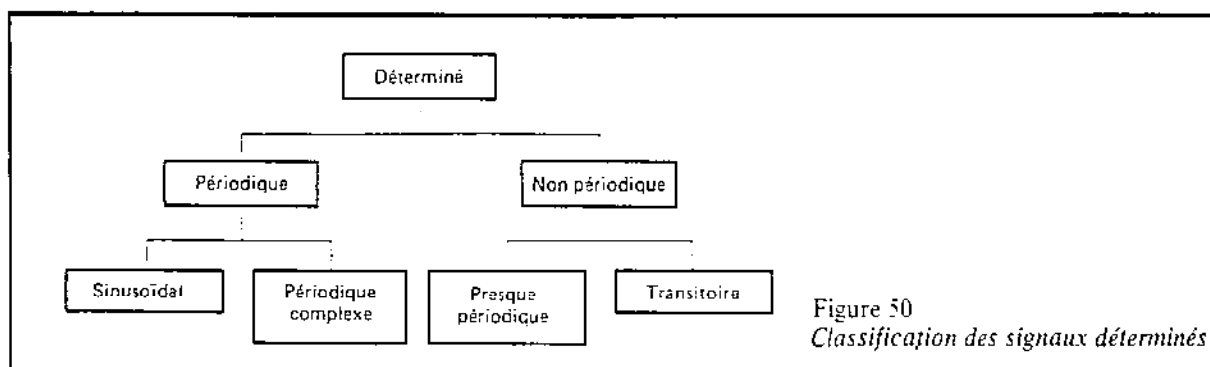 Déterminé
Périodique
Non périodique
Sinusoïdal
Périodique
complexe
Presque
périodique
Transitoire
Figure 50
Classification des signaux déterminés